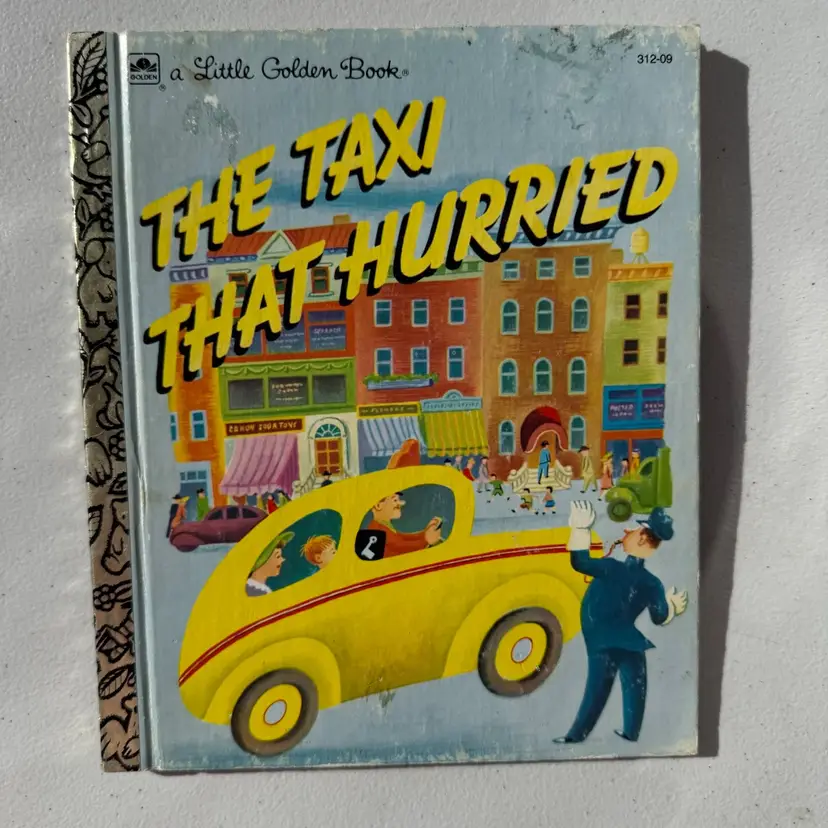 GOLDEN
a Little Golden Book®
312-09
THE TAXI
THAT HURRIED